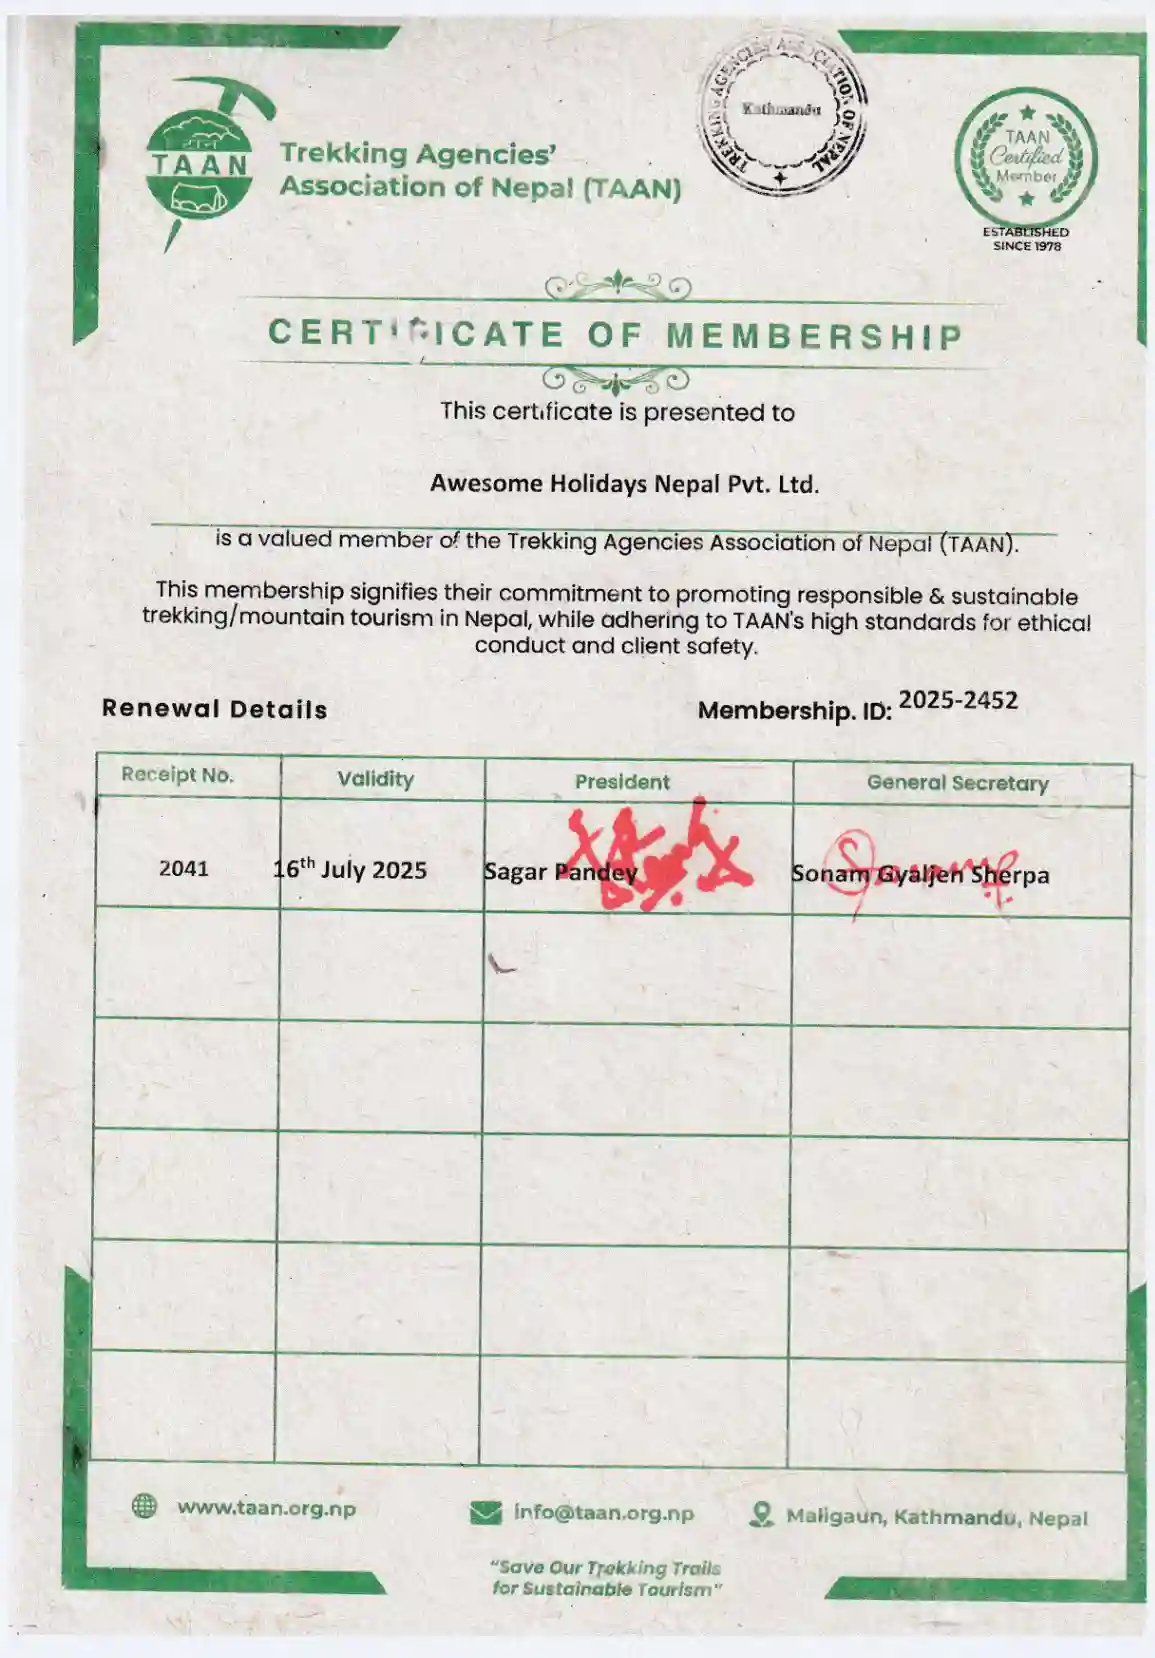 TAAN
Trekking Agencies'
Association of Nepal (TAAN)
TREKKING AGENCIES ASSOCIATION OF NEPAL
Kathmandu
TAAN
Certified
Member
ESTABLISHED
SINCE 1978
CERTIFICATE OF MEMBERSHIP
This certificate is presented to
Awesome Holidays Nepal Pvt. Ltd.
is a valued member of the Trekking Agencies Association of Nepal (TAAN).
This membership signifies their commitment to promoting responsible & sustainable
trekking/mountain tourism in Nepal, while adhering to TAAN's high standards for ethical
conduct and client safety.
Renewal Details
Membership. ID: 2025-2452
Receipt No. Validity President General Secretary
2041 16th July 2025 Sagar Pandey Sonam Gyaljen Sherpa
www.taan.org.np info@taan.org.np Maligaun, Kathmandu, Nepal
"Save Our Trekking Trails
for Sustainable Tourism"